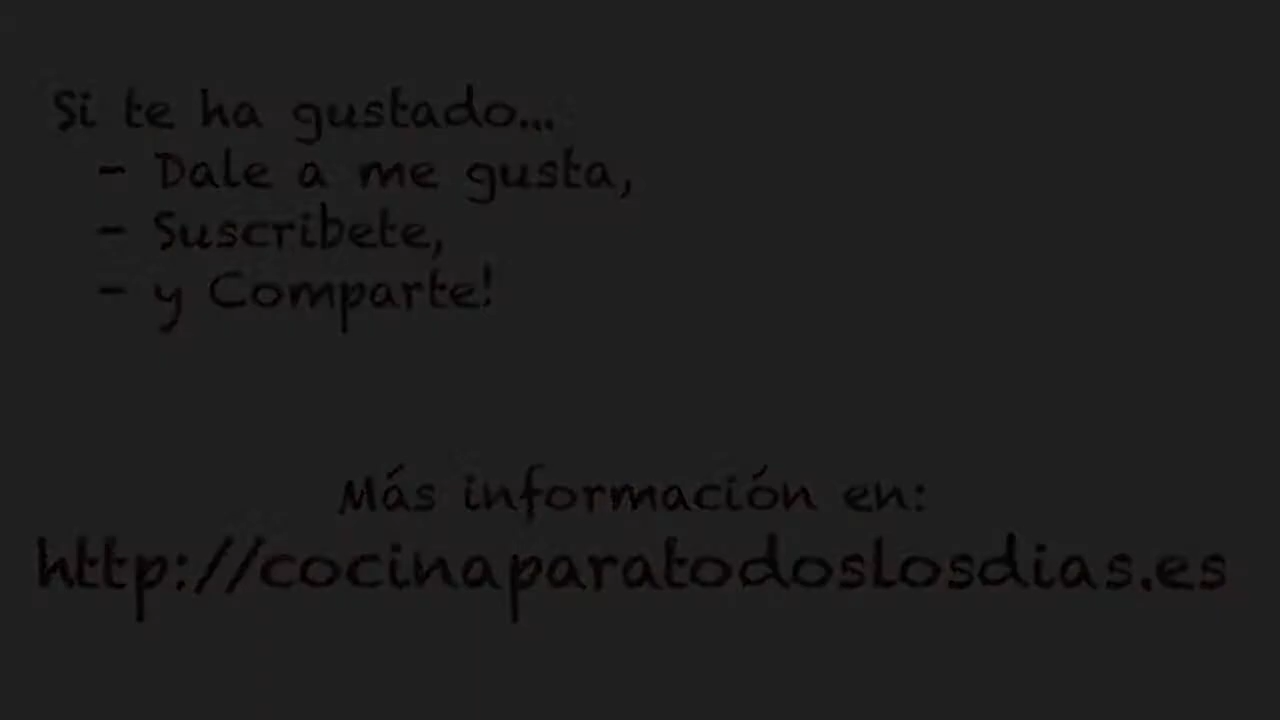 Si te ha gustado...
- Dale a me gusta,
- Suscribete,
- y Comparte!
Más información en:
http://cocinaparatodoslosdias.es